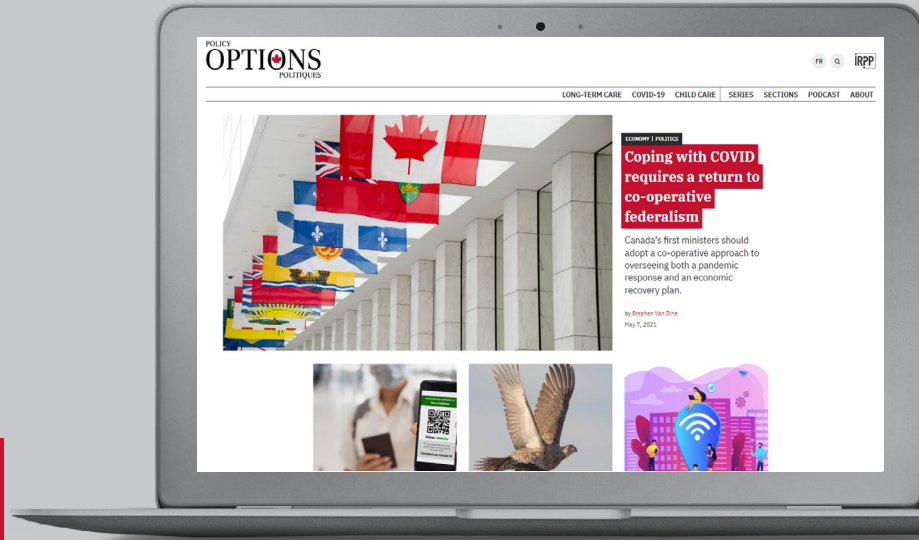 POLICY
OPTIONS
POLITIQUES
FR
IRPP
LONG-TERM CARE COVID-19 CHILD CARE SERIES SECTIONS PODCAST ABOUT
ECONOMY | POLITICS
Coping with COVID
requires a return to
co-operative
federalism
Canada's first ministers should
adopt a co-operative approach to
overseeing both a pandemic
response and an economic
recovery plan.
by Stephen Van Dine
May 7, 2021